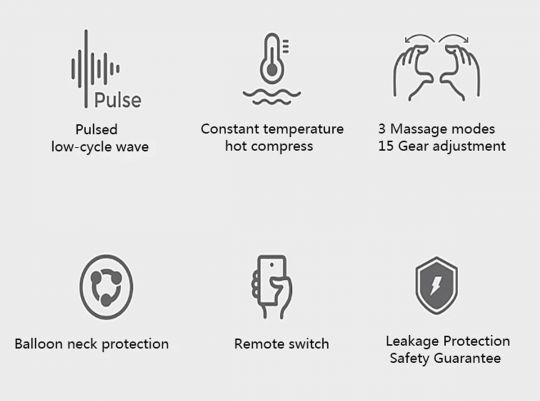 Pulse
Pulsed
low-cycle wave
Constant temperature
hot compress
3 Massage modes
15 Gear adjustment
Balloon neck protection
Remote switch
Leakage Protection
Safety Guarantee